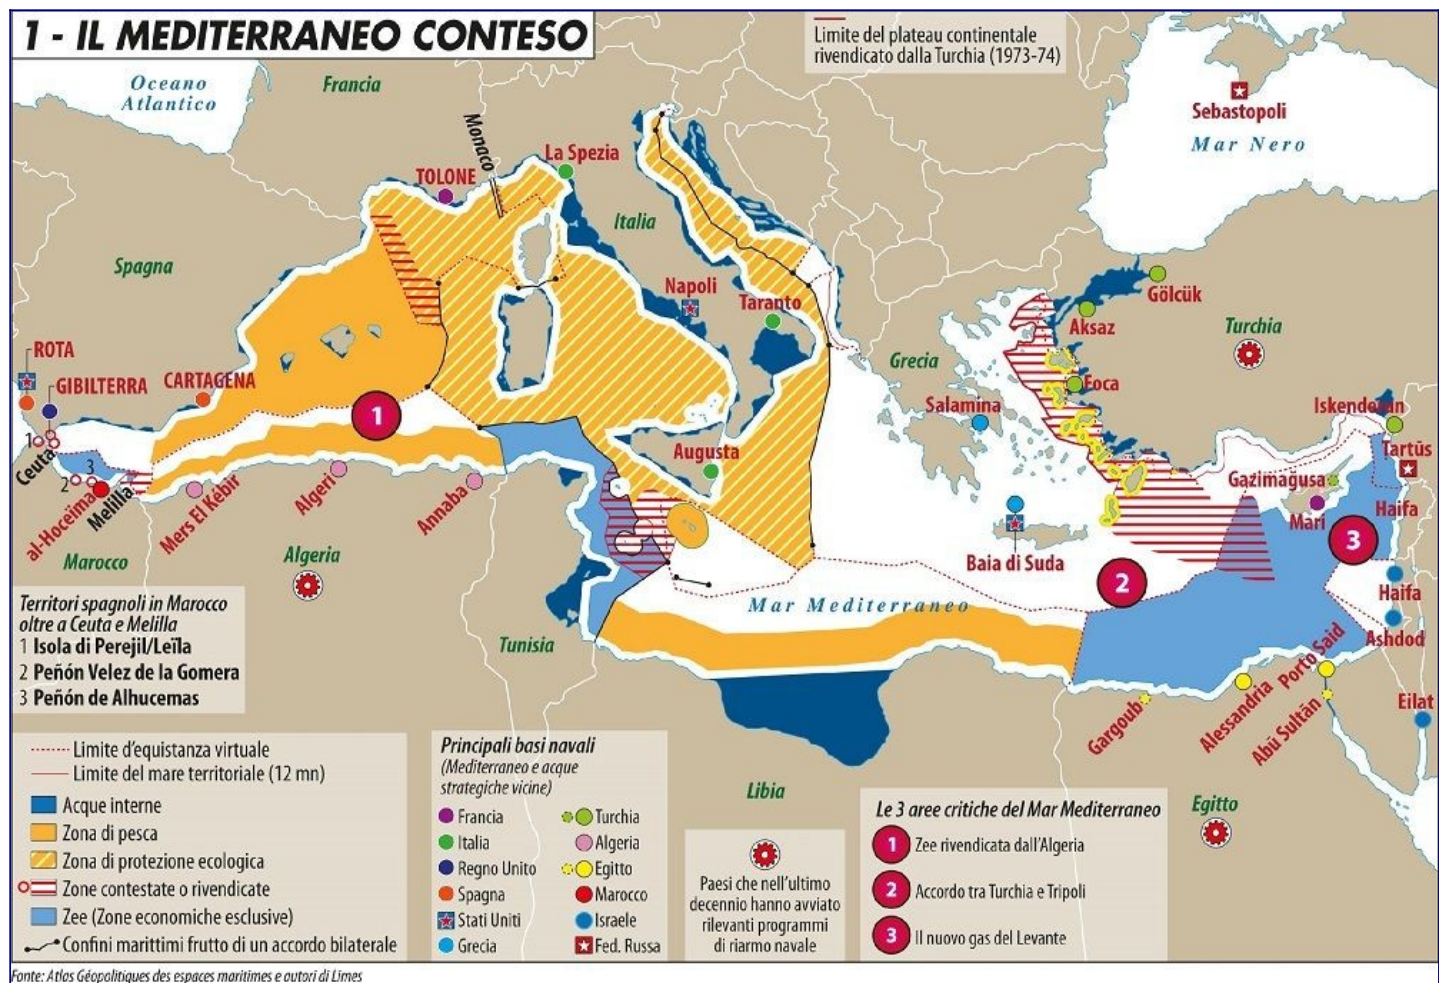 1 - IL MEDITERRANEO CONTESO
Limite del plateau continentale
rivendicato dalla Turchia (1973-74)
Oceano
Atlantico
Francia
Monaco
La Spezia
TOLONE
Sebastopoli
Mar Nero
Italia
Spagna
Napoli
Taranto
Gölcük
Aksaz
Turchia
Grecia
ROTA
GIBILTERRA
CARTAGENA
Foca
Salamina
Iskenderan
1
1
Ceuta
Augusta
Tartūs
Gazimagusa
2
3
al-Hoceïma
Melilla
Mers El Kébir
Algeri
Annaba
Mari
Haifa
3
Marocco
Algeria
Baia di Suda
2
Mar Mediterraneo
Haifa
Ashdod
Tunisia
Territori spagnoli in Marocco
oltre a Ceuta e Melilla
1 Isola di Perejil/Leïla
2 Peñón Velez de la Gomera
3 Peñón de Alhucemas
Gargoub
Alessandria
Porto Said
Abū Sultān
Eilat
Libia
Egitto
Limite d'equistanza virtuale
Limite del mare territoriale (12 mn)
Acque interne
Zona di pesca
Zona di protezione ecologica
Zone contestate o rivendicate
Zee (Zone economiche esclusive)
Confini marittimi frutto di un accordo bilaterale
Principali basi navali
(Mediterraneo e acque
strategiche vicine)
Francia
Italia
Regno Unito
Spagna
Stati Uniti
Grecia
Turchia
Algeria
Egitto
Marocco
Israele
Fed. Russa
Paesi che nell'ultimo
decennio hanno avviato
rilevanti programmi
di riarmo navale
Le 3 aree critiche del Mar Mediterraneo
1 Zee rivendicata dall'Algeria
2 Accordo tra Turchia e Tripoli
3 Il nuovo gas del Levante
Fonte: Atlas Géopolitiques des espaces maritimes e autori di Limes